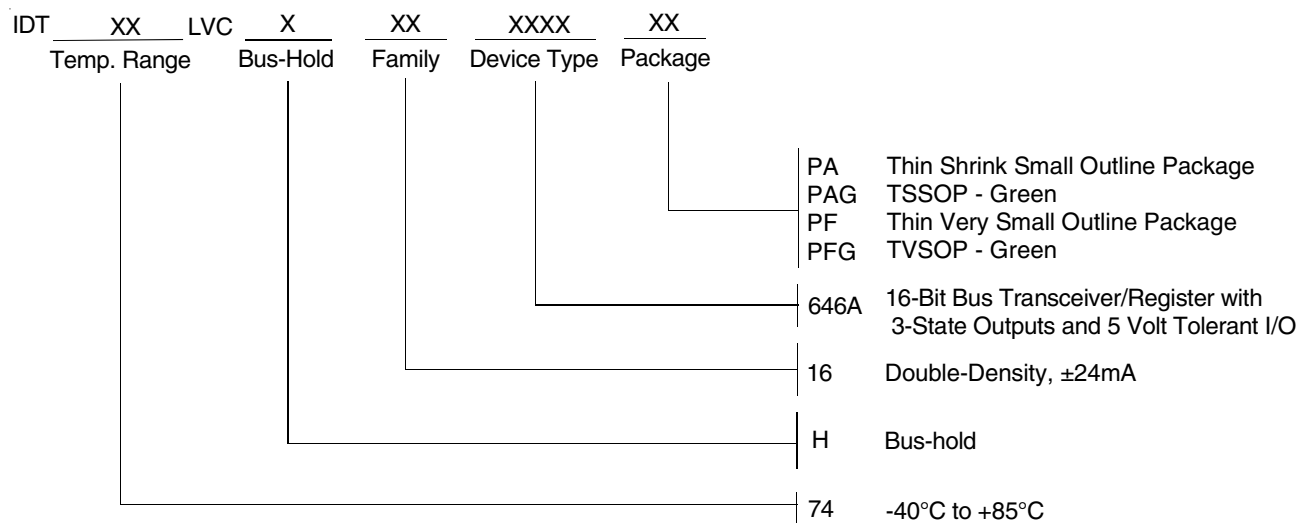 IDT XX LVC X XX XXXX XX
Temp. Range Bus-Hold Family Device Type Package
PA Thin Shrink Small Outline Package
PAG TSSOP - Green
PF Thin Very Small Outline Package
PFG TVSOP - Green
646A 16-Bit Bus Transceiver/Register with
3-State Outputs and 5 Volt Tolerant I/O
16 Double-Density, ±24mA
H Bus-hold
74 -40°C to +85°C